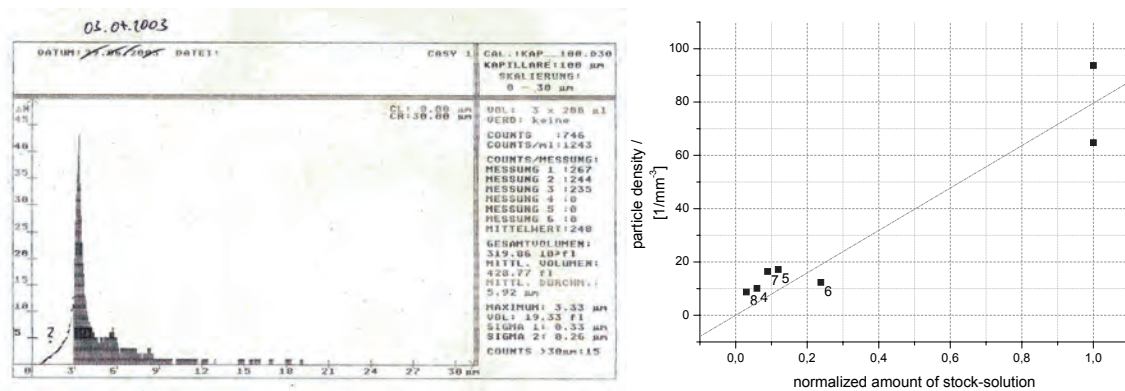 03.04.2003
DATUM:29.06/2003 DATEI:
CASY 1
CAL.:KAP__100.D30
KAPILLARE:100 µm
SKALIERUNG:
0 - 30 µm
CL: 0.00 µm
CR:30.00 µm
VOL: 3 x 200 µl
VERD: keine
COUNTS :746
COUNTS/ml:1243
COUNTS/MESSUNG:
MESSUNG 1 :267
MESSUNG 2 :244
MESSUNG 3 :235
MESSUNG 4 :0
MESSUNG 5 :0
MESSUNG 6 :0
MITTELWERT:248
GESAMTVOLUMEN:
319.86 10³fl
MITTL. VOLUMEN:
428.77 fl
MITTL. DURCHM.:
5.92 µm
MAXIMUM: 3.33 µm
VOL: 19.33 fl
SIGMA 1: 0.33 µm
SIGMA 2: 0.26 µm
COUNTS >30µm:15
ΔN
45
40
35
30
25
20
15
10
5
?
0 3 6 9 12 15 18 21 24 27 30 µm
particle density /
[1/mm⁻³]
100
80
60
40
20
0
8 4 7 5 6
0,0 0,2 0,4 0,6 0,8 1,0
normalized amount of stock-solution